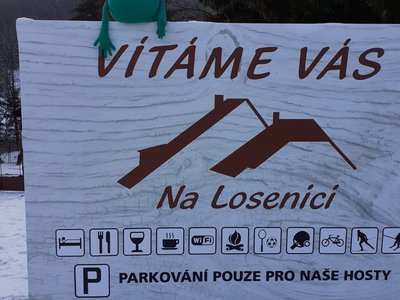 VÍTÁME VÁS
Na Losenici
WiFi
P PARKOVÁNÍ POUZE PRO NAŠE HOSTY